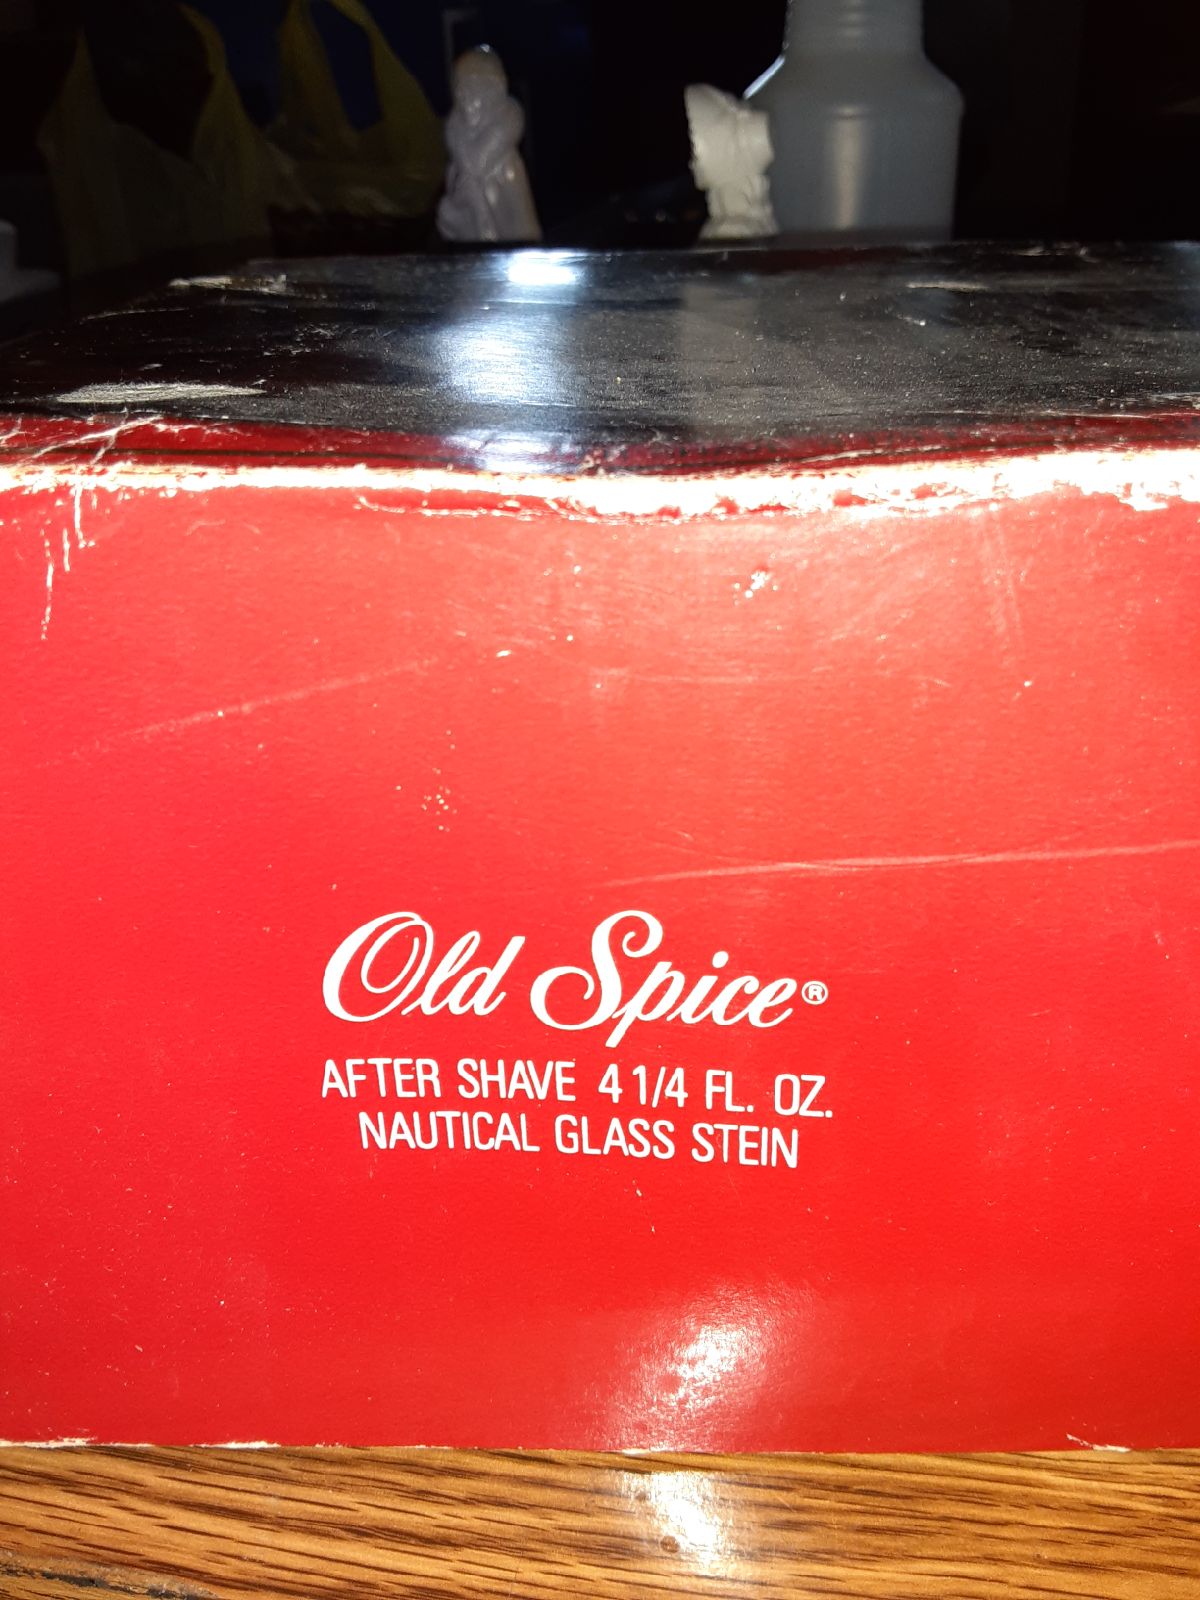 Old Spice®
AFTER SHAVE 4 1/4 FL. OZ.
NAUTICAL GLASS STEIN